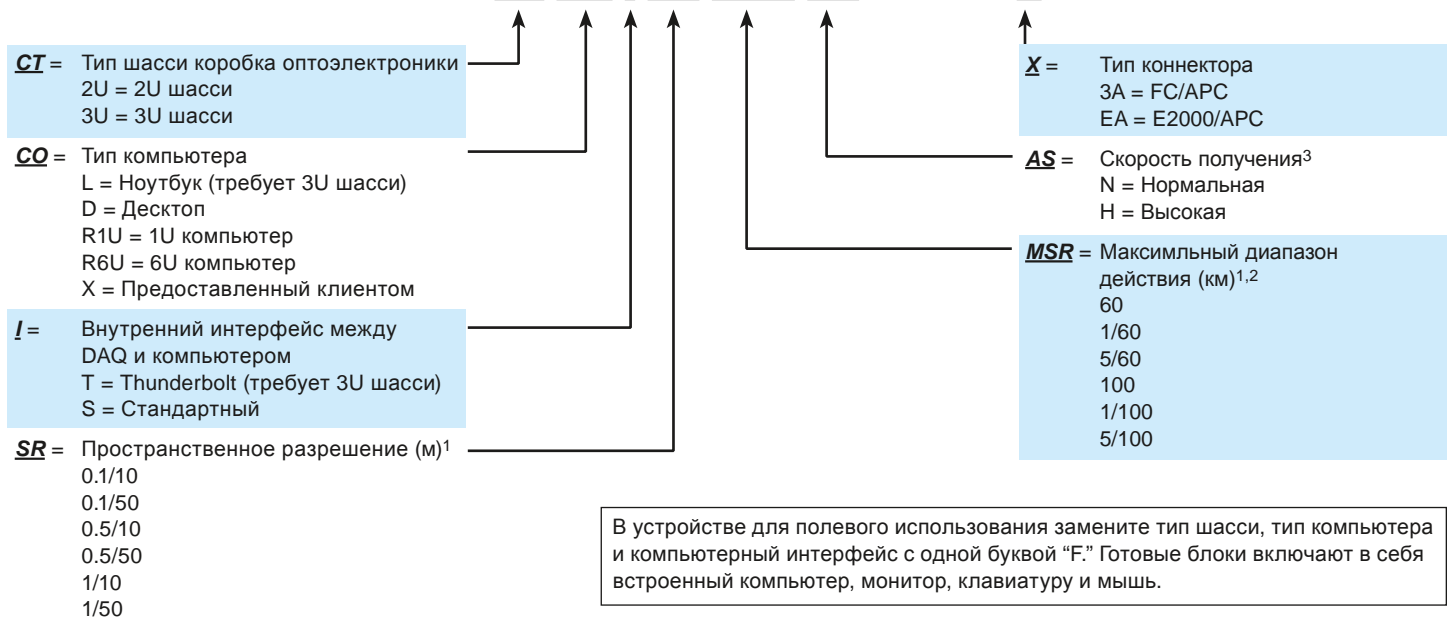 CT = Тип шасси коробка оптоэлектроники
2U = 2U шасси
3U = 3U шасси
CO = Тип компьютера
L = Ноутбук (требует 3U шасси)
D = Десктоп
R1U = 1U компьютер
R6U = 6U компьютер
X = Предоставленный клиентом
I = Внутренний интерфейс между
DAQ и компьютером
T = Thunderbolt (требует 3U шасси)
S = Стандартный
SR = Пространственное разрешение (м)1
0.1/10
0.1/50
0.5/10
0.5/50
1/10
1/50
X = Тип коннектора
3A = FC/APC
EA = E2000/APC
AS = Скорость получения3
N = Нормальная
H = Высокая
MSR = Максимльный диапазон
действия (км)1,2
60
1/60
5/60
100
1/100
5/100
В устройстве для полевого использования замените тип шасси, тип компьютера
и компьютерный интерфейс с одной буквой “F.” Готовые блоки включают в себя
встроенный компьютер, монитор, клавиатуру и мышь.